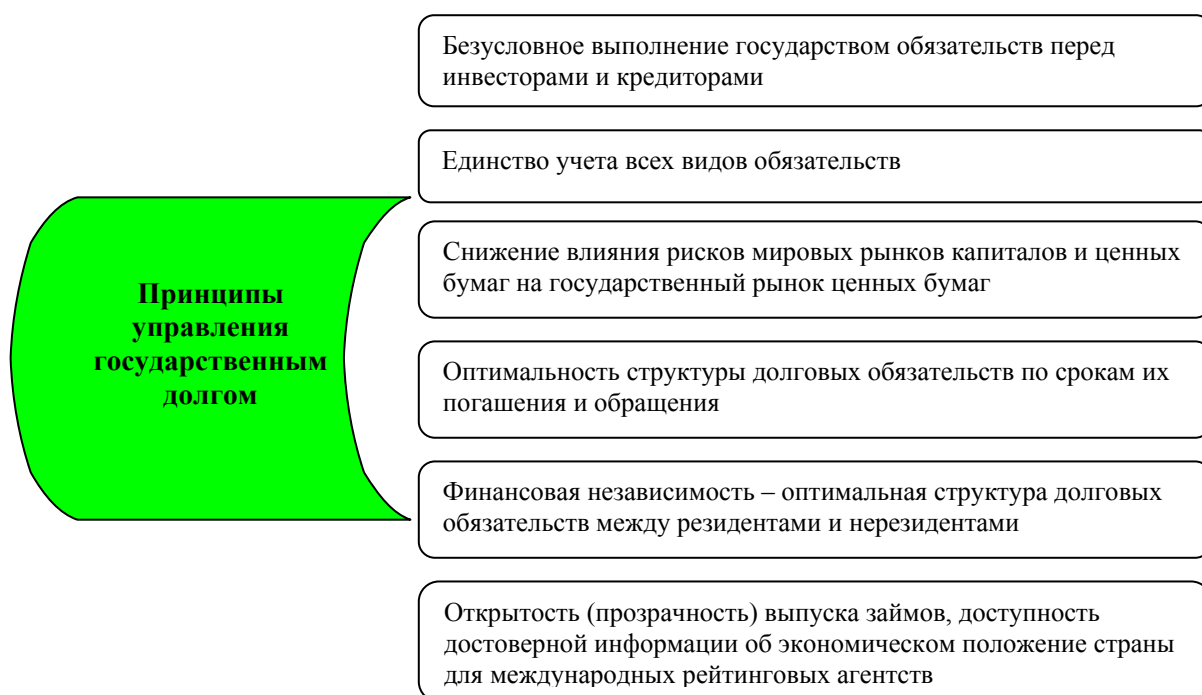 Безусловное выполнение государством обязательств перед
инвесторами и кредиторами
Единство учета всех видов обязательств
Снижение влияния рисков мировых рынков капиталов и ценных
бумаг на государственный рынок ценных бумаг
Принципы
управления
государственным
долгом
Оптимальность структуры долговых обязательств по срокам их
погашения и обращения
Финансовая независимость – оптимальная структура долговых
обязательств между резидентами и нерезидентами
Открытость (прозрачность) выпуска займов, доступность
достоверной информации об экономическом положение страны
для международных рейтинговых агентств